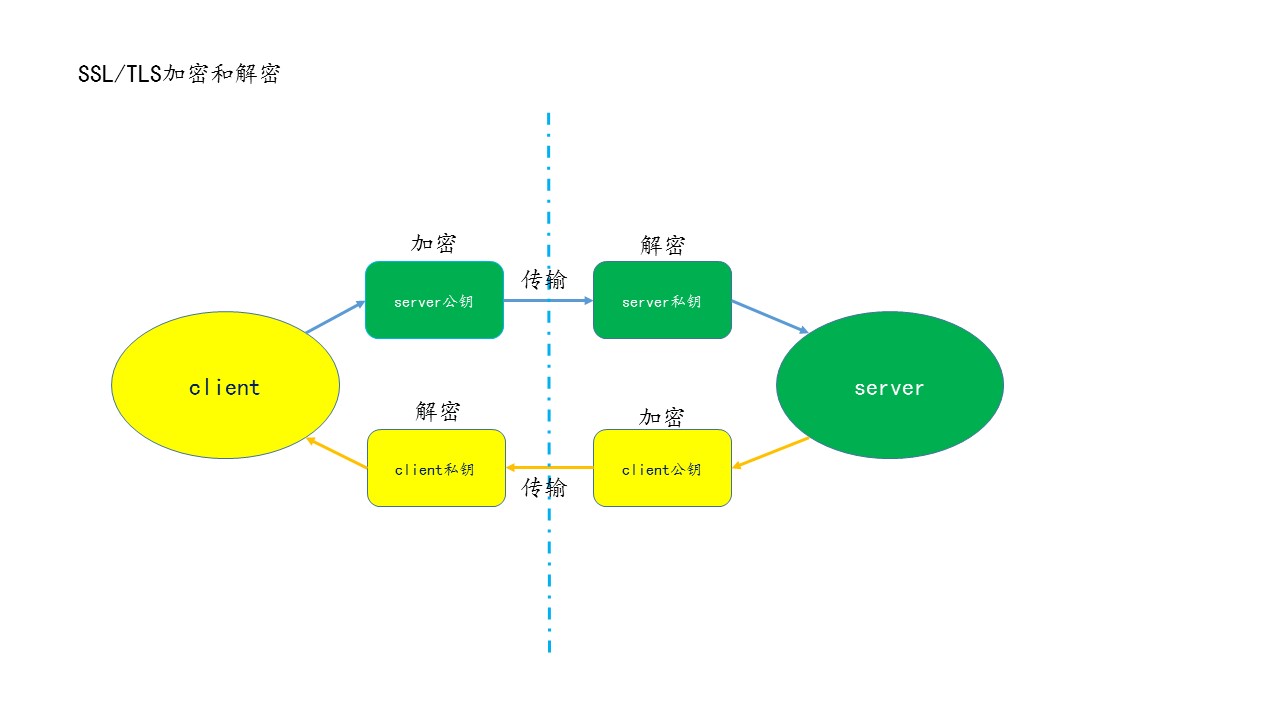 SSL/TLS加密和解密
加密
解密
传输
server公钥
server私钥
client
server
解密
加密
client私钥
client公钥
传输